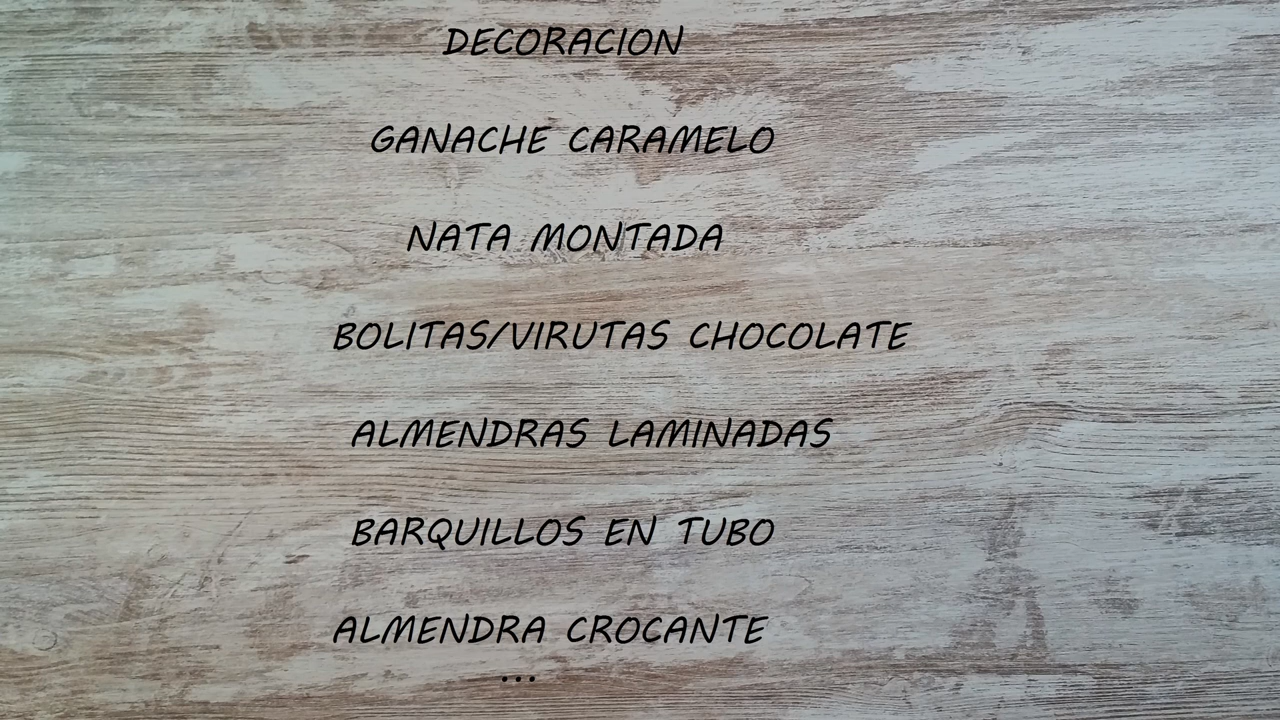 DECORACION
GANACHE CARAMELO
NATA MONTADA
BOLITAS/VIRUTAS CHOCOLATE
ALMENDRAS LAMINADAS
BARQUILLOS EN TUBO
ALMENDRA CROCANTE
...